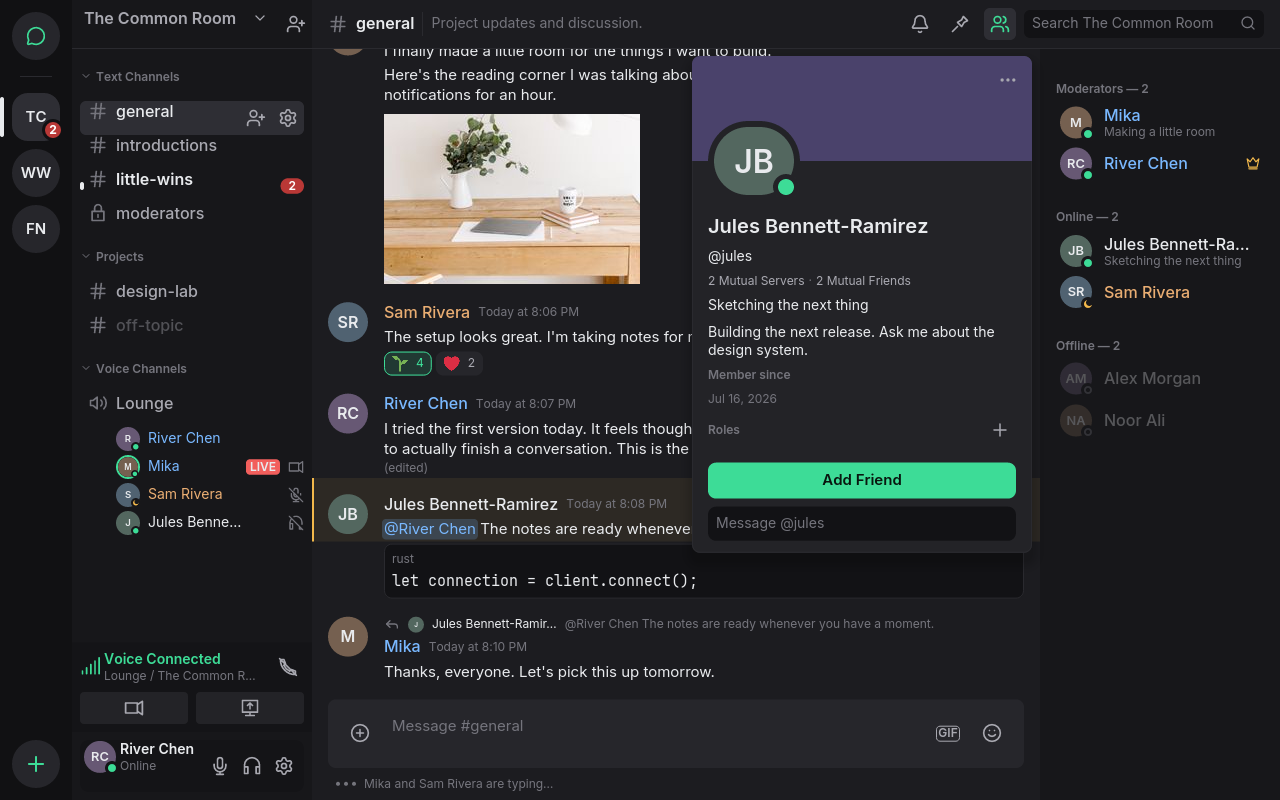 TC
2
WW
FN
The Common Room
Text Channels
general
introductions
little-wins
2
moderators
Projects
design-lab
off-topic
Voice Channels
Lounge
R
River Chen
M
Mika
LIVE
S
Sam Rivera
J
Jules Benne...
Voice Connected
Lounge / The Common R...
RC
River Chen
Online
general
Project updates and discussion.
Search The Common Room
I finally made a little room for the things I want to build.
Here's the reading corner I was talking abou
notifications for an hour.
SR
Sam Rivera
Today at 8:06 PM
The setup looks great. I'm taking notes for
4
2
RC
River Chen
Today at 8:07 PM
I tried the first version today. It feels though
to actually finish a conversation. This is the
(edited)
JB
Jules Bennett-Ramirez
Today at 8:08 PM
@River Chen The notes are ready wheneve
rust
let connection = client.connect();
J
Jules Bennett-Ramir...
@River Chen The notes are ready whenever you have a moment.
M
Mika
Today at 8:10 PM
Thanks, everyone. Let's pick this up tomorrow.
Message #general
GIF
Mika and Sam Rivera are typing...
JB
Jules Bennett-Ramirez
@jules
2 Mutual Servers · 2 Mutual Friends
Sketching the next thing
Building the next release. Ask me about the
design system.
Member since
Jul 16, 2026
Roles
Add Friend
Message @jules
Moderators — 2
M
Mika
Making a little room
RC
River Chen
Online — 2
JB
Jules Bennett-Ra...
Sketching the next thing
SR
Sam Rivera
Offline — 2
AM
Alex Morgan
NA
Noor Ali